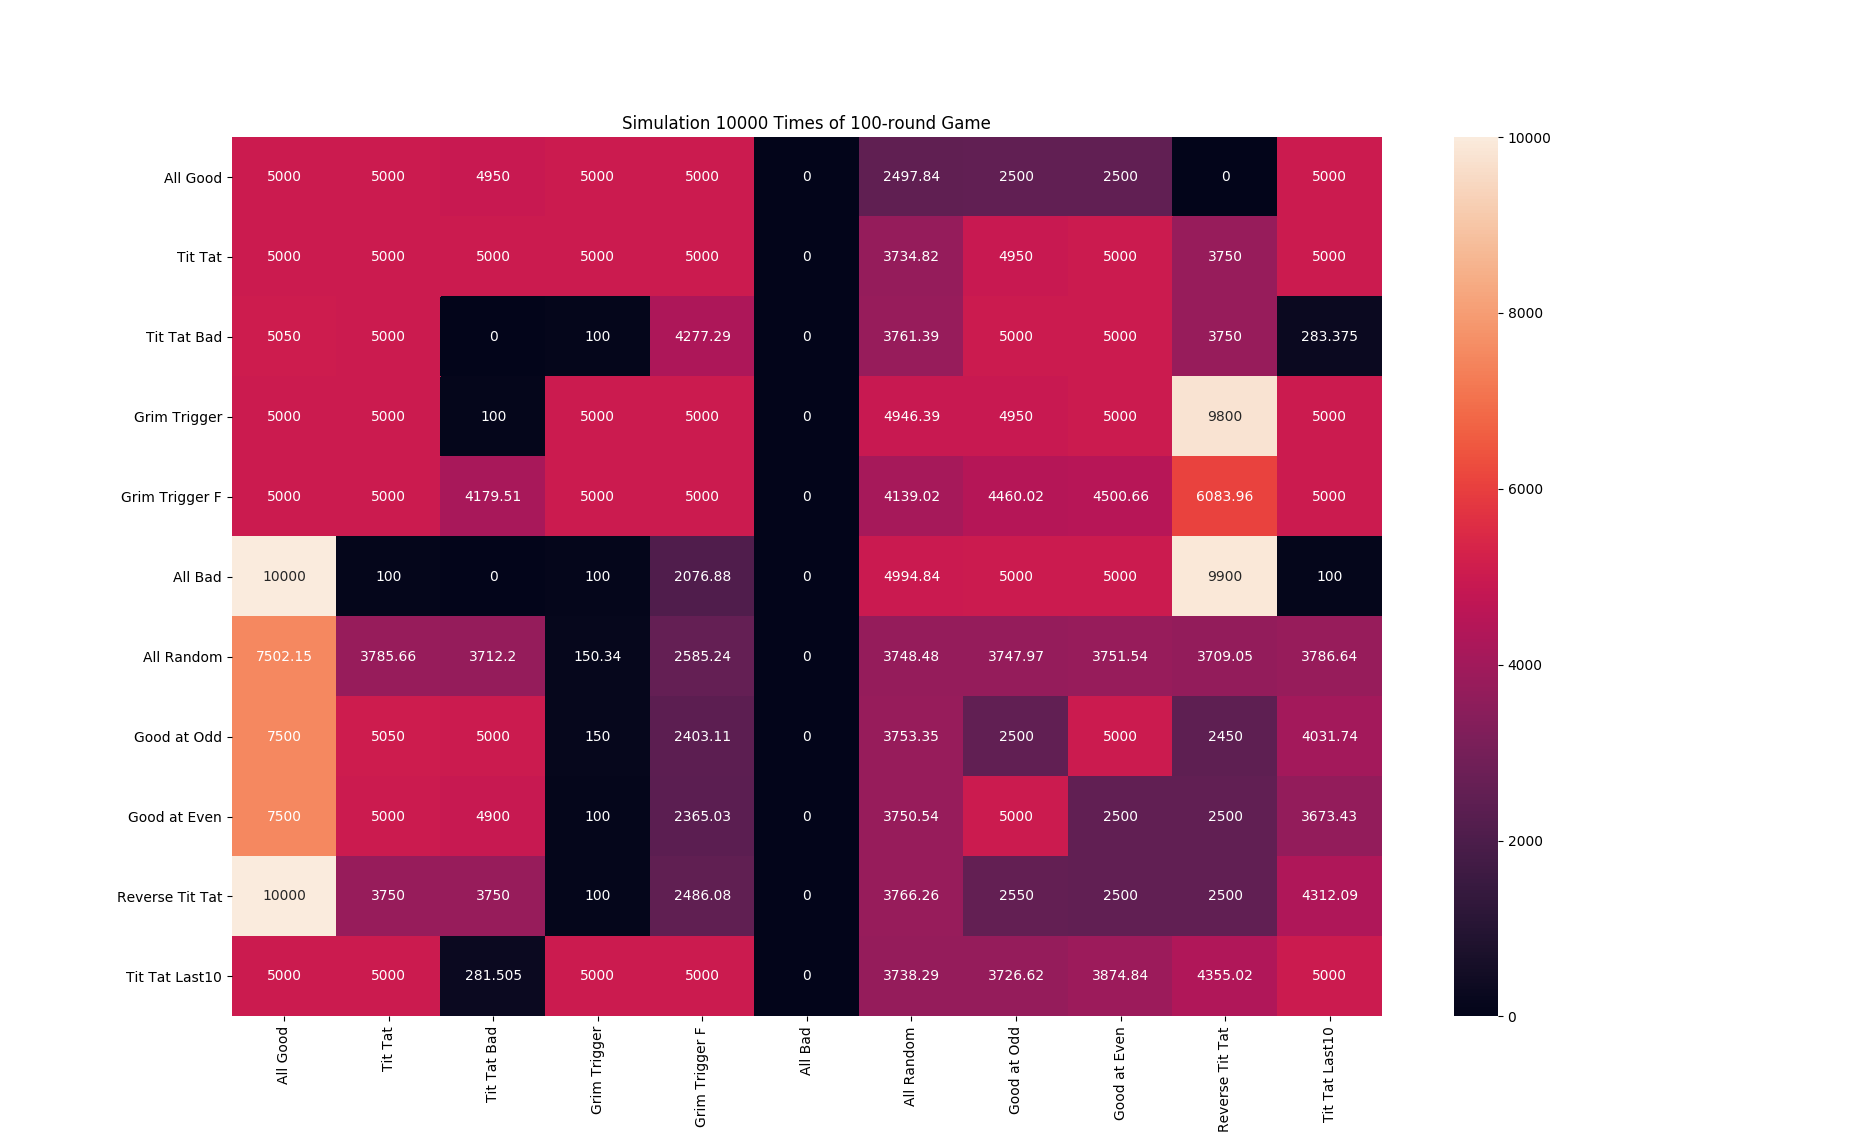 Simulation 10000 Times of 100-round Game
All Good 5000 5000 4950 5000 5000 0 2497.84 2500 2500 0 5000
Tit Tat 5000 5000 5000 5000 5000 0 3734.82 4950 5000 3750 5000
Tit Tat Bad 5050 5000 0 100 4277.29 0 3761.39 5000 5000 3750 283.375
Grim Trigger 5000 5000 100 5000 5000 0 4946.39 4950 5000 9800 5000
Grim Trigger F 5000 5000 4179.51 5000 5000 0 4139.02 4460.02 4500.66 6083.96 5000
All Bad 10000 100 0 100 2076.88 0 4994.84 5000 5000 9900 100
All Random 7502.15 3785.66 3712.2 150.34 2585.24 0 3748.48 3747.97 3751.54 3709.05 3786.64
Good at Odd 7500 5050 5000 150 2403.11 0 3753.35 2500 5000 2450 4031.74
Good at Even 7500 5000 4900 100 2365.03 0 3750.54 5000 2500 2500 3673.43
Reverse Tit Tat 10000 3750 3750 100 2486.08 0 3766.26 2550 2500 2500 4312.09
Tit Tat Last10 5000 5000 281.505 5000 5000 0 3738.29 3726.62 3874.84 4355.02 5000
All Good
Tit Tat
Tit Tat Bad
Grim Trigger
Grim Trigger F
All Bad
All Random
Good at Odd
Good at Even
Reverse Tit Tat
Tit Tat Last10
10000
8000
6000
4000
2000
0